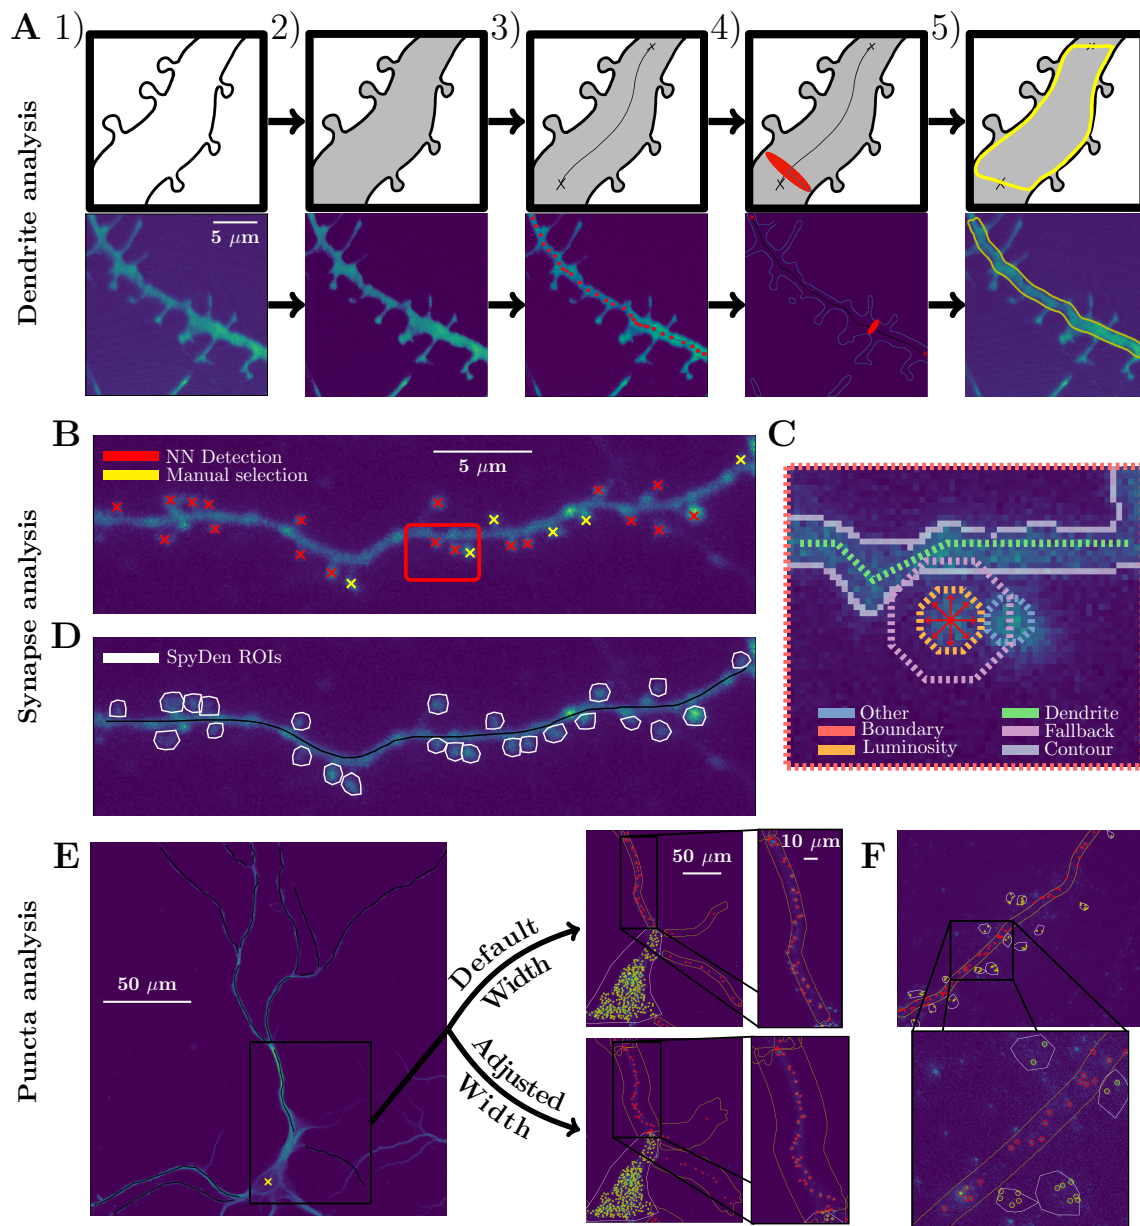 A 1) 2) 3) 4) 5)
Dendrite analysis
5 μm
B
NN Detection
Manual selection
5 μm
C
Other
Boundary
Luminosity
Dendrite
Fallback
Contour
Synapse analysis
D
SpyDen ROIs
E
Puncta analysis
50 μm
Default
Width
Adjusted
Width
50 μm
10 μm
F